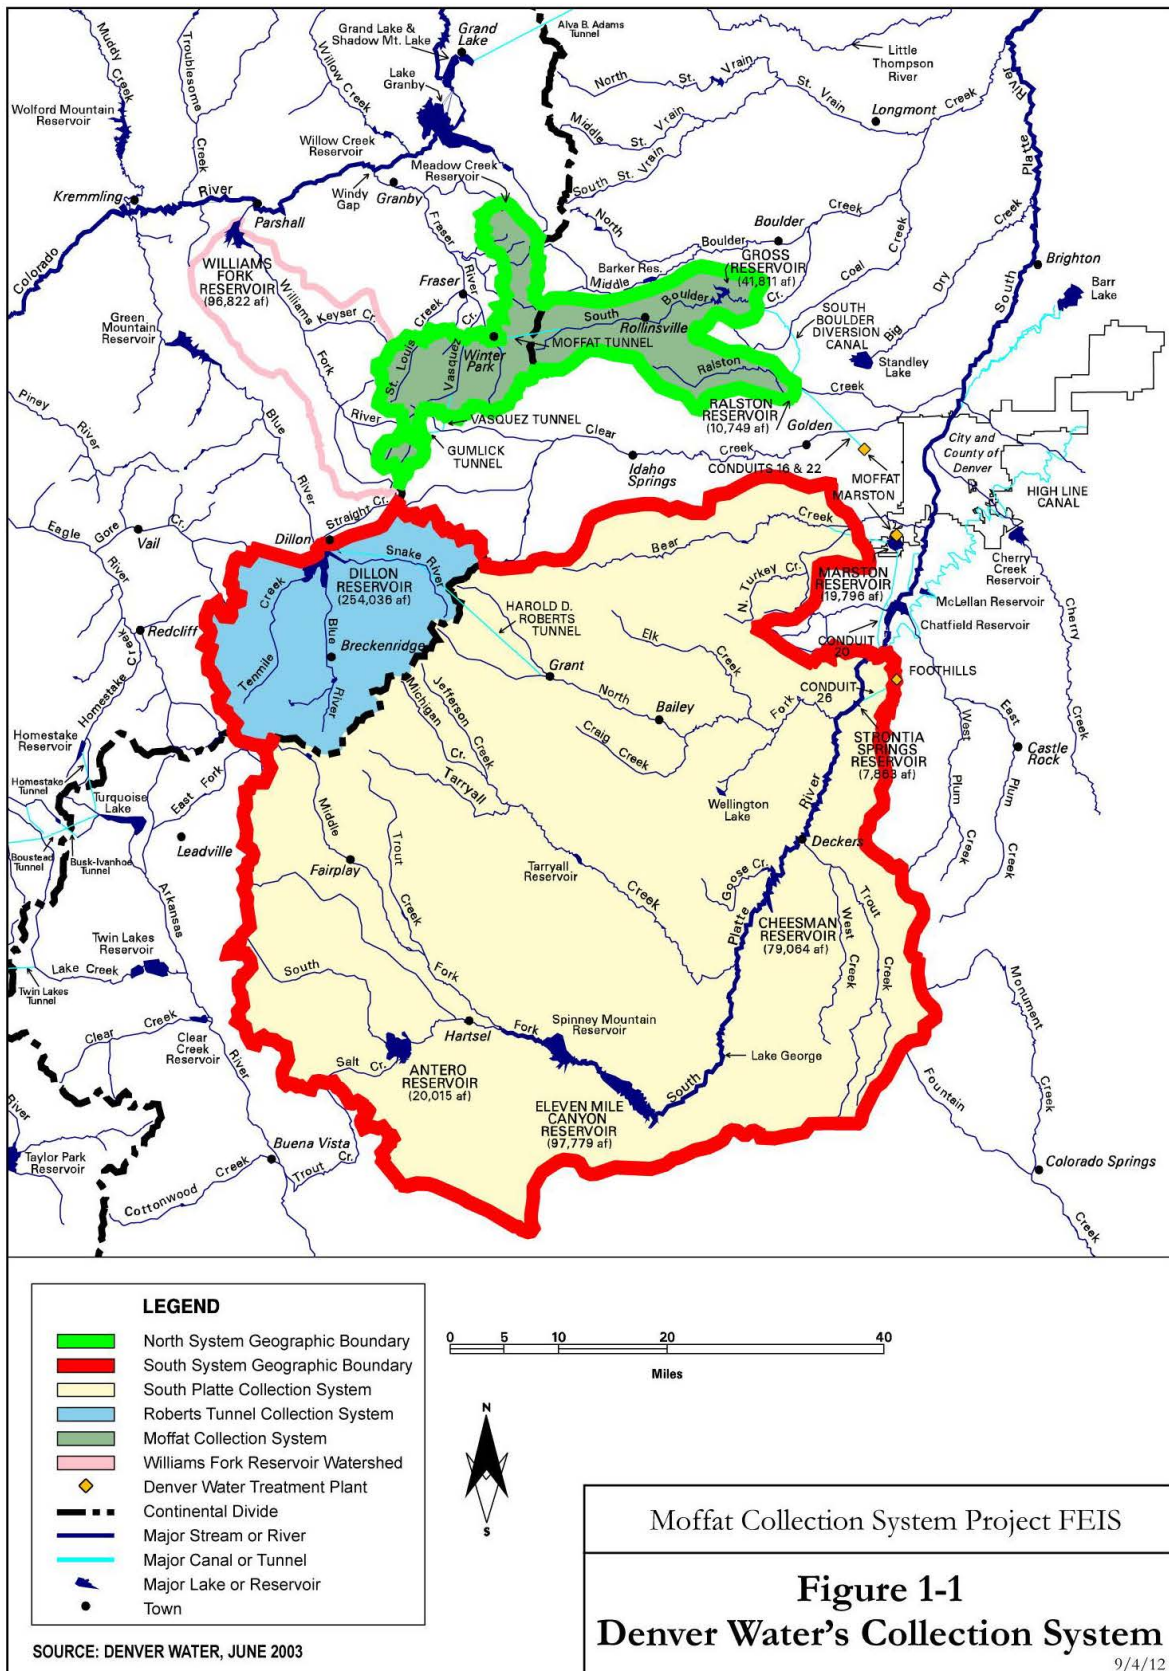 Muddy Creek
Troublesome
Creek
Willow Creek
Grand Lake &
Shadow Mt. Lake
Grand
Lake
Alva B. Adams
Tunnel
Little
Thompson
River
Lake
Granby
North
St. Vrain
St. Vrain
Creek
Longmont
River
Platte
South
Wolford Mountain
Reservoir
Middle
St. Vrain
South St. Vrain
Willow Creek
Reservoir
Meadow Creek
Reservoir
Kremmling
River
Windy
Gap
Granby
Parshall
Colorado
Fraser
River
North
Boulder
Boulder
Creek
Middle
Barker Res.
GROSS
RESERVOIR
(41,811 af)
Coal
Creek
Big
Dry
Creek
Brighton
Barr
Lake
WILLIAMS
FORK
RESERVOIR
(96,822 af)
Williams
Fork
River
Keyser Cr.
Fraser
St. Louis
Creek
Vasquez
Cr.
Winter
Park
South
Boulder
Cr.
Rollinsville
MOFFAT TUNNEL
SOUTH
BOULDER
DIVERSION
CANAL
Standley
Lake
Green
Mountain
Reservoir
Ralston
Creek
RALSTON
RESERVOIR
(10,749 af)
Golden
VASQUEZ TUNNEL
GUMLICK
TUNNEL
Clear
Creek
Idaho
Springs
CONDUITS 16 & 22
MOFFAT
MARSTON
City and
County of
Denver
HIGH LINE
CANAL
Piney
River
Blue
River
Straight Cr.
Eagle
River
Gore
Cr.
Vail
Dillon
Snake River
DILLON
RESERVOIR
(254,036 af)
Tenmile
Creek
Blue
River
Breckenridge
HAROLD D.
ROBERTS
TUNNEL
Bear
Creek
N. Turkey Cr.
MARSTON
RESERVOIR
(19,796 af)
Cherry
Creek
Reservoir
McLellan Reservoir
Chatfield Reservoir
Cherry
Creek
CONDUIT
20
FOOTHILLS
Redcliff
Homestake
Creek
Homestake
Reservoir
Homestake
Tunnel
Turquoise
Lake
Boustead
Tunnel
Busk-Ivanhoe
Tunnel
East Fork
Leadville
Arkansas
River
Michigan
Cr.
Jefferson
Creek
Tarryall
Creek
Tarryall
Reservoir
Grant
North
Fork
Elk
Creek
Bailey
Craig
Creek
CONDUIT
26
STRONTIA
SPRINGS
RESERVOIR
(7,863 af)
West
Plum
Creek
East
Plum
Creek
Castle
Rock
Wellington
Lake
River
Deckers
Middle
Fork
Fairplay
Trout
Creek
Goose Cr.
CHEESMAN
RESERVOIR
(79,064 af)
Platte
West
Creek
Trout
Creek
Twin Lakes
Reservoir
Lake Creek
Twin Lakes
Tunnel
Clear
Creek
Clear
Creek
Reservoir
South
Fork
Hartsel
Spinney Mountain
Reservoir
Salt
Cr.
ANTERO
RESERVOIR
(20,015 af)
ELEVEN MILE
CANYON
RESERVOIR
(97,779 af)
South
Lake George
Monument
Creek
Fountain
Creek
Colorado Springs
River
Taylor Park
Reservoir
Buena Vista
Cottonwood
Creek
Trout
Cr.
LEGEND
North System Geographic Boundary
South System Geographic Boundary
South Platte Collection System
Roberts Tunnel Collection System
Moffat Collection System
Williams Fork Reservoir Watershed
Denver Water Treatment Plant
Continental Divide
Major Stream or River
Major Canal or Tunnel
Major Lake or Reservoir
Town
0 5 10 20 40
Miles
N
S
SOURCE: DENVER WATER, JUNE 2003
Moffat Collection System Project FEIS
Figure 1-1
Denver Water's Collection System
9/4/12